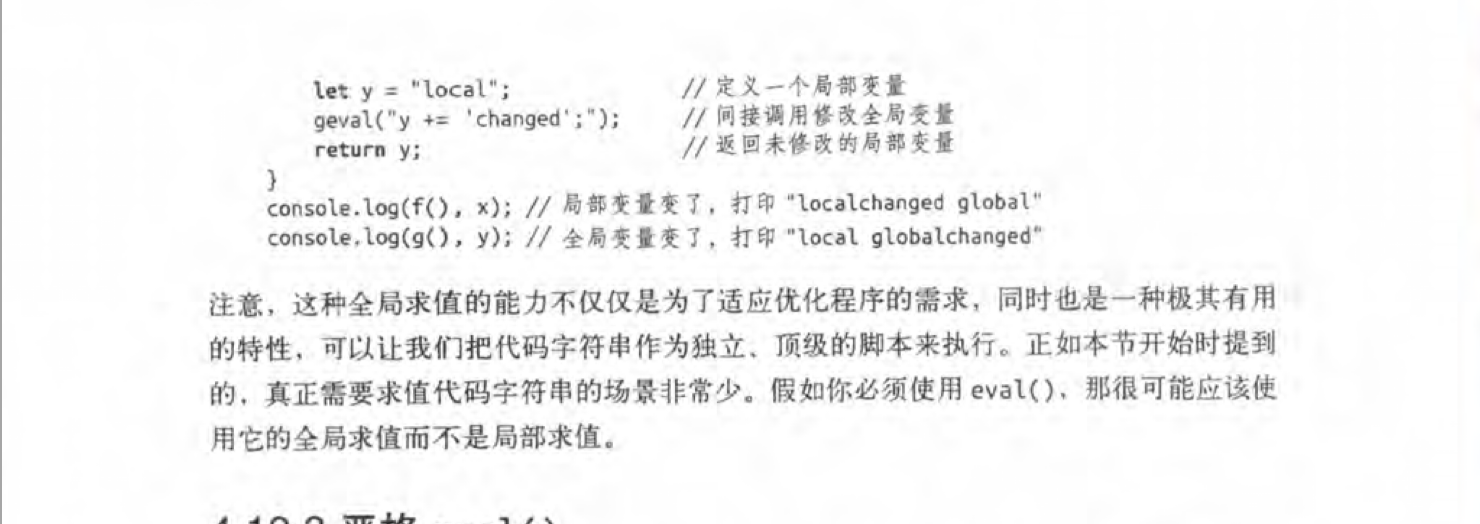 let y = "local"; // 定义一个局部变量
geval("y += 'changed';"); // 间接调用修改全局变量
return y; // 返回未修改的局部变量
}
console.log(f(), x); // 局部变量变了，打印 "localchanged global"
console.log(g(), y); // 全局变量变了，打印 "local globalchanged"
注意，这种全局求值的能力不仅仅是为了适应优化程序的需求，同时也是一种极其有用
的特性，可以让我们把代码字符串作为独立、顶级的脚本来执行。正如本节开始时提到
的，真正需要求值代码字符串的场景非常少。假如你必须使用 eval()，那很可能应该使
用它的全局求值而不是局部求值。